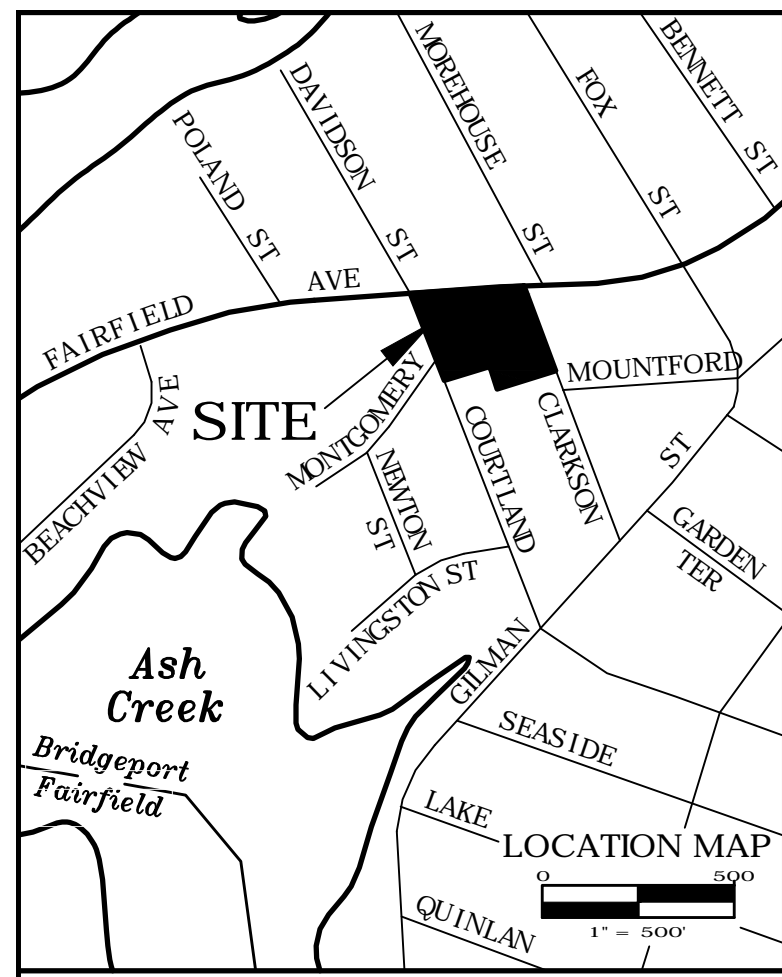 BENNETT ST
MOREHOUSE ST
FOX ST
DAVIDSON ST
POLAND ST
FAIRFIELD AVE
BEACHVIEW AVE
SITE
MONTGOMERY
MOUNTFORD
COURTLAND
CLARKSON
NEWTON ST
ST
GARDEN TER
LIVINGSTON ST
GILMAN
Ash
Creek
SEASIDE
Bridgeport
Fairfield
LAKE
LOCATION MAP
0 500
1" = 500'
QUINLAN